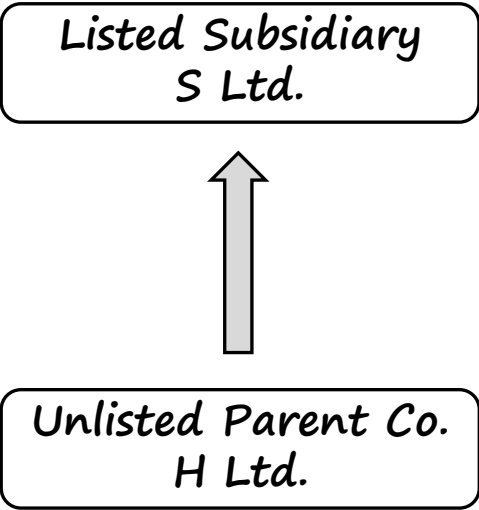 Listed Subsidiary
S Ltd.
Unlisted Parent Co.
H Ltd.